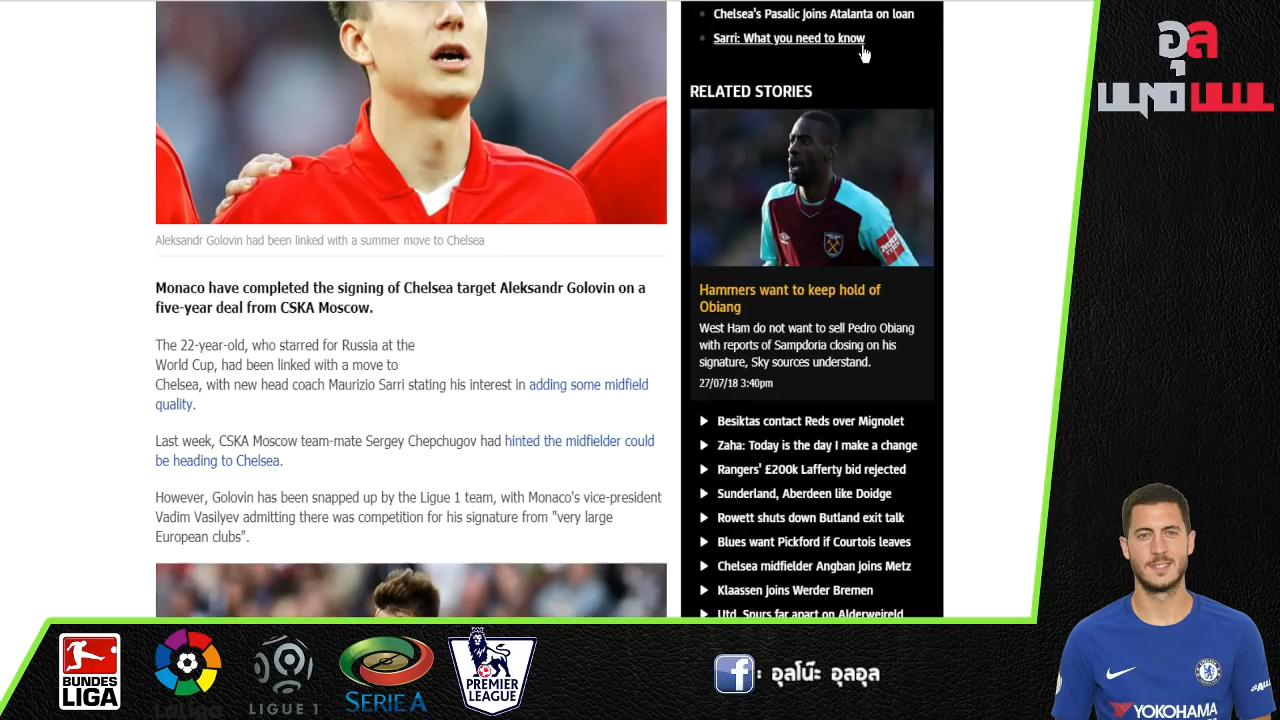 Chelsea's Pasalic joins Atalanta on loan
Sarri: What you need to know
RELATED STORIES
Aleksandr Golovin had been linked with a summer move to Chelsea
Monaco have completed the signing of Chelsea target Aleksandr Golovin on a
five-year deal from CSKA Moscow.
The 22-year-old, who starred for Russia at the
World Cup, had been linked with a move to
Chelsea, with new head coach Maurizio Sarri stating his interest in adding some midfield
quality.
Last week, CSKA Moscow team-mate Sergey Chepchugov had hinted the midfielder could
be heading to Chelsea.
However, Golovin has been snapped up by the Ligue 1 team, with Monaco's vice-president
Vadim Vasilyev admitting there was competition for his signature from "very large
European clubs".
Hammers want to keep hold of
Obiang
West Ham do not want to sell Pedro Obiang
with reports of Sampdoria closing on his
signature, Sky sources understand.
27/07/18 3:40pm
Besiktas contact Reds over Mignolet
Zaha: Today is the day I make a change
Rangers' £200k Lafferty bid rejected
Sunderland, Aberdeen like Doidge
Rowett shuts down Butland exit talk
Blues want Pickford if Courtois leaves
Chelsea midfielder Angban joins Metz
Klaassen joins Werder Bremen
Utd, Spurs far apart on Alderweireld
BUNDES
LIGA
LaLiga
LIGUE 1
SERIE A
PREMIER
LEAGUE
f : อุลโน๊ะ อุลอุล
YOKOHAMA